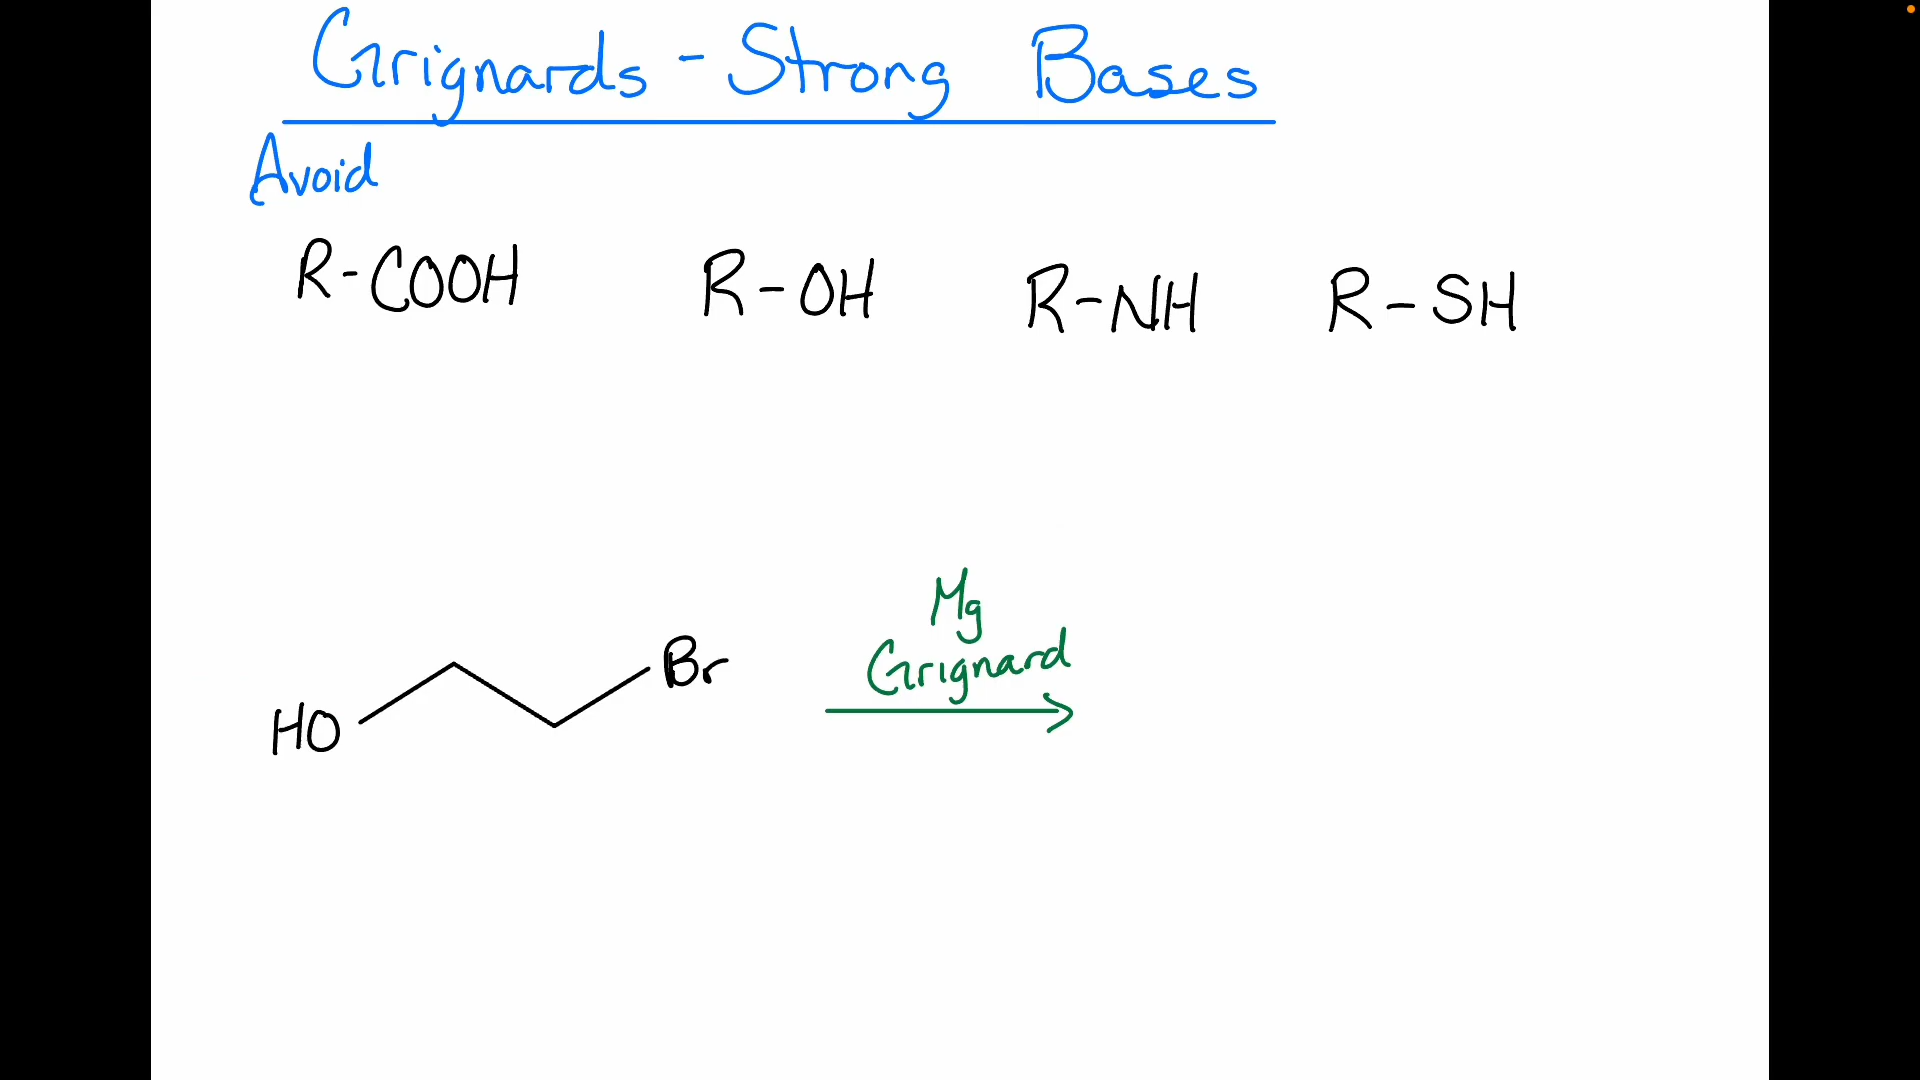 Grignards - Strong Bases
Avoid
R-COOH R-OH R-NH R-SH
Mg
Grignard
HO Br